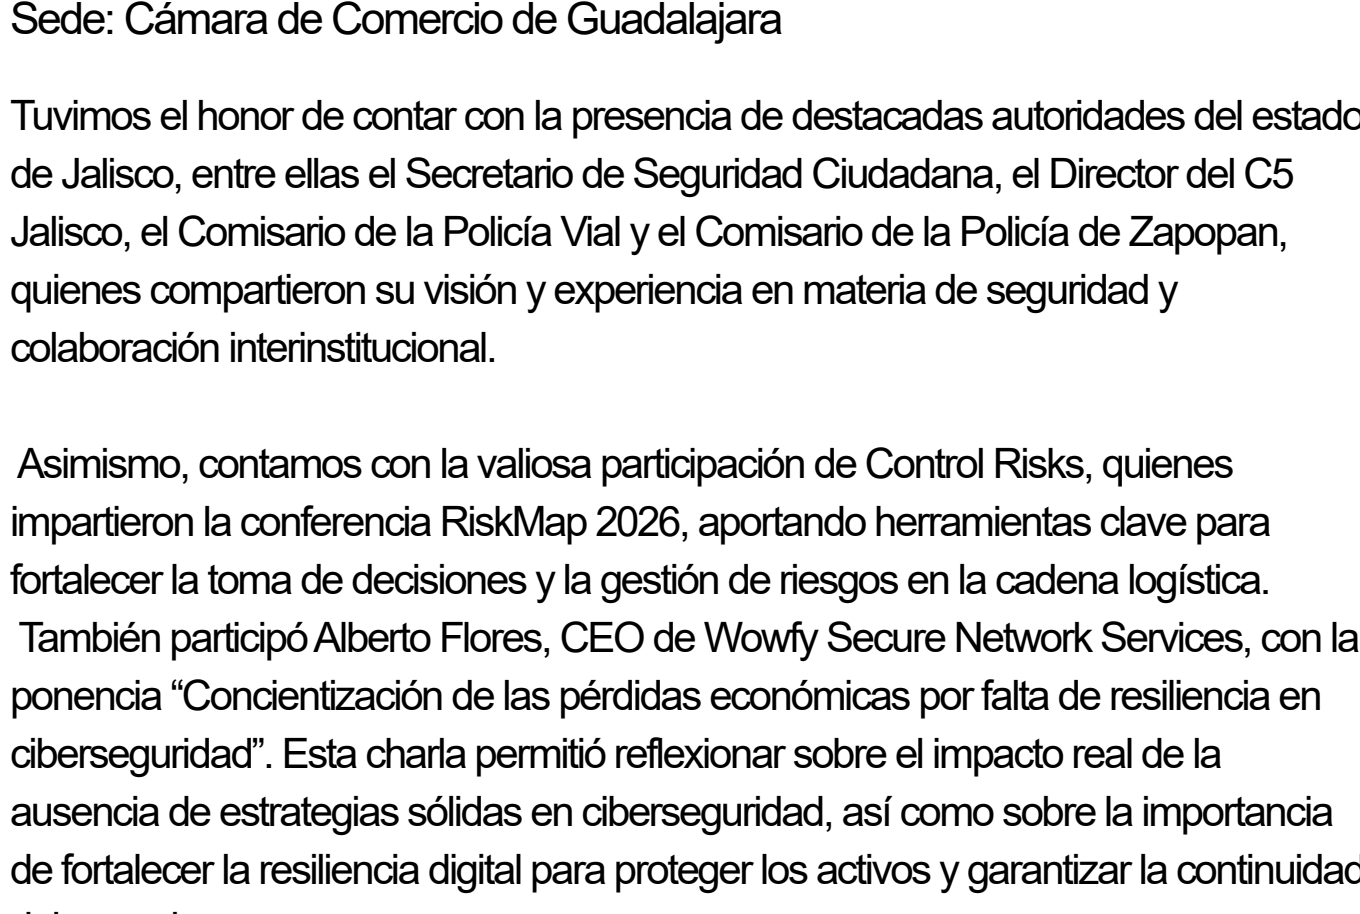 Sede: Cámara de Comercio de Guadalajara
Tuvimos el honor de contar con la presencia de destacadas autoridades del estado
de Jalisco, entre ellas el Secretario de Seguridad Ciudadana, el Director del C5
Jalisco, el Comisario de la Policía Vial y el Comisario de la Policía de Zapopan,
quienes compartieron su visión y experiencia en materia de seguridad y
colaboración interinstitucional.
Asimismo, contamos con la valiosa participación de Control Risks, quienes
impartieron la conferencia RiskMap 2026, aportando herramientas clave para
fortalecer la toma de decisiones y la gestión de riesgos en la cadena logística.
También participó Alberto Flores, CEO de Wowfy Secure Network Services, con la
ponencia “Concientización de las pérdidas económicas por falta de resiliencia en
ciberseguridad”. Esta charla permitió reflexionar sobre el impacto real de la
ausencia de estrategias sólidas en ciberseguridad, así como sobre la importancia
de fortalecer la resiliencia digital para proteger los activos y garantizar la continuidad